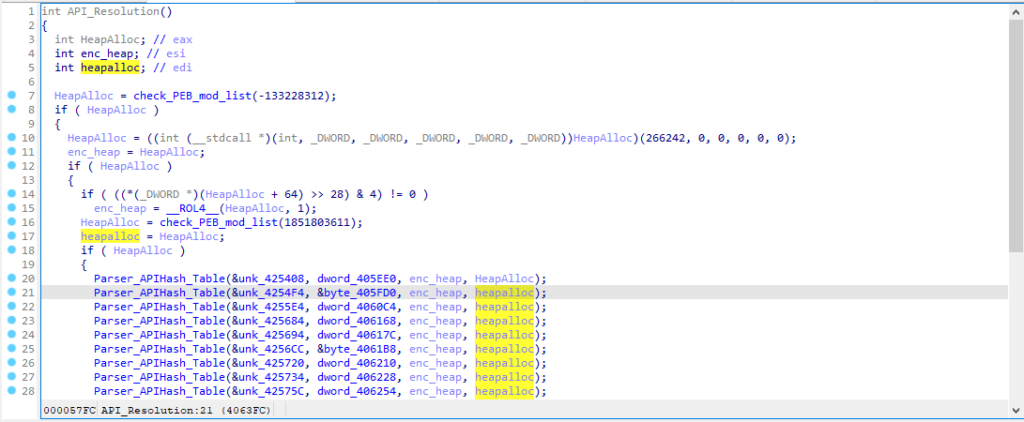 1 int API_Resolution()
2 {
3 int HeapAlloc; // eax
4 int enc_heap; // esi
5 int heapalloc; // edi
6
7 HeapAlloc = check_PEB_mod_list(-133228312);
8 if ( HeapAlloc )
9 {
10 HeapAlloc = ((int (__stdcall *)(int, _DWORD, _DWORD, _DWORD, _DWORD, _DWORD))HeapAlloc)(266242, 0, 0, 0, 0, 0);
11 enc_heap = HeapAlloc;
12 if ( HeapAlloc )
13 {
14 if ( ((*(_DWORD *)(HeapAlloc + 64) >> 28) & 4) != 0 )
15 enc_heap = __ROL4__(HeapAlloc, 1);
16 HeapAlloc = check_PEB_mod_list(1851803611);
17 heapalloc = HeapAlloc;
18 if ( HeapAlloc )
19 {
20 Parser_APIHash_Table(&unk_425408, dword_405EE0, enc_heap, HeapAlloc);
21 Parser_APIHash_Table(&unk_4254F4, &byte_405FD0, enc_heap, heapalloc);
22 Parser_APIHash_Table(&unk_4255E4, dword_4060C4, enc_heap, heapalloc);
23 Parser_APIHash_Table(&unk_425684, dword_406168, enc_heap, heapalloc);
24 Parser_APIHash_Table(&unk_425694, dword_40617C, enc_heap, heapalloc);
25 Parser_APIHash_Table(&unk_4256CC, &byte_4061B8, enc_heap, heapalloc);
26 Parser_APIHash_Table(&unk_425720, dword_406210, enc_heap, heapalloc);
27 Parser_APIHash_Table(&unk_425734, dword_406228, enc_heap, heapalloc);
28 Parser_APIHash_Table(&unk_42575C, dword_406254, enc_heap, heapalloc);
000057FC API_Resolution:21 (4063FC)